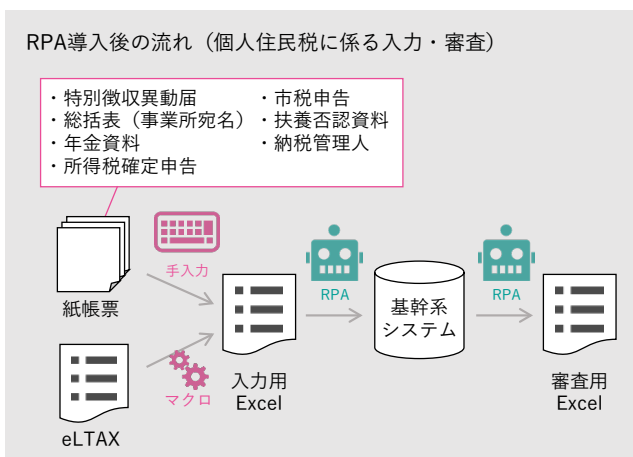 RPA導入後の流れ（個人住民税に係る入力・審査）
・特別徴収異動届
・総括表（事業所宛名）
・年金資料
・所得税確定申告
・市税申告
・扶養否認資料
・納税管理人
紙帳票
手入力
eLTAX
マクロ
入力用
Excel
RPA
基幹系
システム
RPA
審査用
Excel